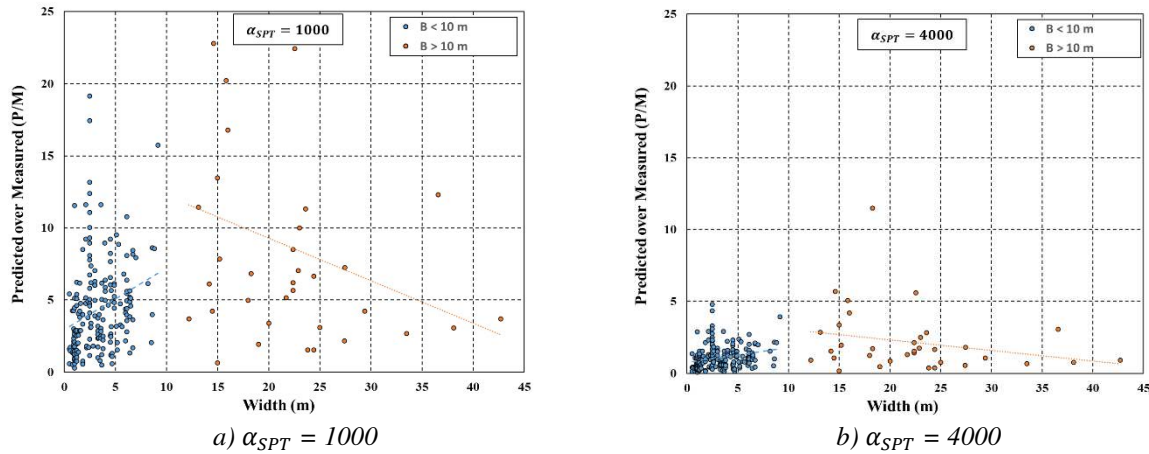 α_SPT = 1000
B < 10 m
B > 10 m
25
20
15
10
5
0
Predicted over Measured (P/M)
0 5 10 15 20 25 30 35 40 45
Width (m)
a) α_SPT = 1000
α_SPT = 4000
B < 10 m
B > 10 m
25
20
15
10
5
0
Predicted over Measured (P/M)
0 5 10 15 20 25 30 35 40 45
Width (m)
b) α_SPT = 4000